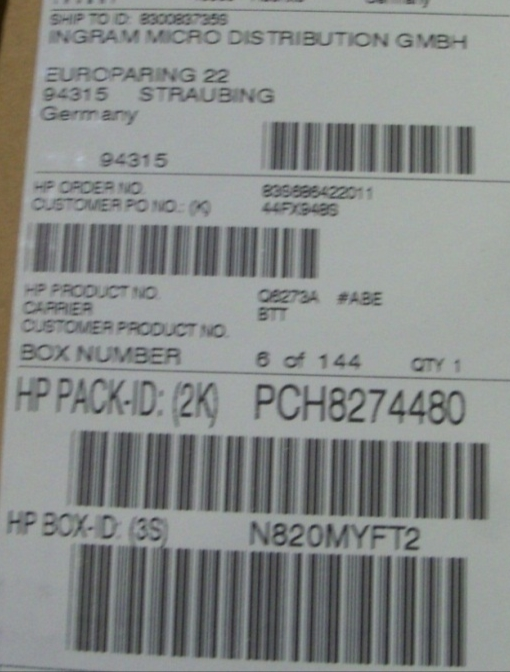 SHIP TO ID: 8300837356
INGRAM MICRO DISTRIBUTION GMBH
EUROPARING 22
94315 STRAUBING
Germany
94315
HP ORDER NO. 83S686422011
CUSTOMER PO NO.: (K) 44FX948S
HP PRODUCT NO. Q8273A #ABE
CARRIER BTT
CUSTOMER PRODUCT NO.
BOX NUMBER 6 of 144 QTY 1
HP PACK-ID: (2K) PCH8274480
HP BOX-ID: (3S) N820MYFT2